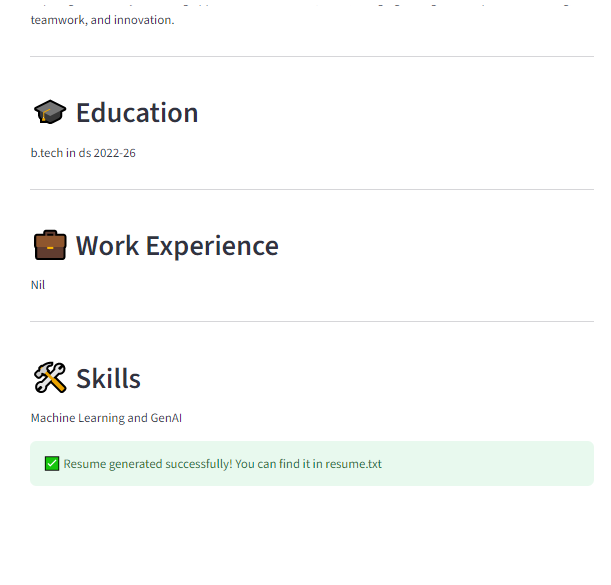 teamwork, and innovation.
Education
b.tech in ds 2022-26
Work Experience
Nil
Skills
Machine Learning and GenAI
Resume generated successfully! You can find it in resume.txt